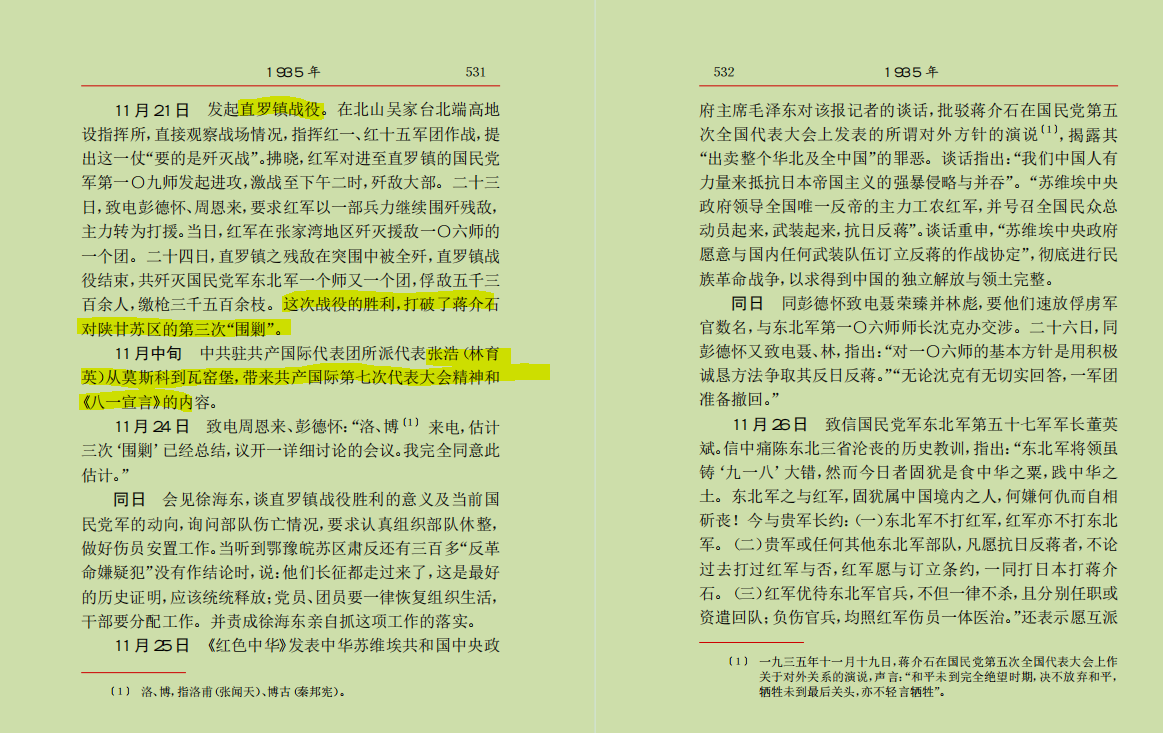 1935年 531
11月21日 发起直罗镇战役。在北山吴家台北端高地
设指挥所,直接观察战场情况,指挥红一、红十五军团作战,提
出这一仗“要的是歼灭战”。拂晓,红军对进至直罗镇的国民党
军第一〇九师发起进攻,激战至下午二时,歼敌大部。二十三
日,致电彭德怀、周恩来,要求红军以一部兵力继续围歼残敌,
主力转为打援。当日,红军在张家湾地区歼灭援敌一〇六师的
一个团。二十四日,直罗镇之残敌在突围中被全歼,直罗镇战
役结束,共歼灭国民党军东北军一个师又一个团,俘敌五千三
百余人,缴枪三千五百余枝。这次战役的胜利,打破了蒋介石
对陕甘苏区的第三次“围剿”。
11月中旬 中共驻共产国际代表团所派代表张浩(林育
英)从莫斯科到瓦窑堡,带来共产国际第七次代表大会精神和
《八一宣言》的内容。
11月24日 致电周恩来、彭德怀:“洛、博〔1〕来电,估计
三次‘围剿’已经总结,议开一详细讨论的会议。我完全同意此
估计。”
同日 会见徐海东,谈直罗镇战役胜利的意义及当前国
民党军的动向,询问部队伤亡情况,要求认真组织部队休整,
做好伤员安置工作。当听到鄂豫皖苏区肃反还有三百多“反革
命嫌疑犯”没有作结论时,说:他们长征都走过来了,这是最好
的历史证明,应该统统释放;党员、团员要一律恢复组织生活,
干部要分配工作。并责成徐海东亲自抓这项工作的落实。
11月25日 《红色中华》发表中华苏维埃共和国中央政
〔1〕 洛、博,指洛甫(张闻天)、博古(秦邦宪)。
532 1935年
府主席毛泽东对该报记者的谈话,批驳蒋介石在国民党第五
次全国代表大会上发表的所谓对外方针的演说〔1〕,揭露其
“出卖整个华北及全中国”的罪恶。谈话指出:“我们中国人有
力量来抵抗日本帝国主义的强暴侵略与并吞”。“苏维埃中央
政府领导全国唯一反帝的主力工农红军,并号召全国民众总
动员起来,武装起来,抗日反蒋”。谈话重申,“苏维埃中央政府
愿意与国内任何武装队伍订立反蒋的作战协定”,彻底进行民
族革命战争,以求得到中国的独立解放与领土完整。
同日 同彭德怀致电聂荣臻并林彪,要他们速放俘虏军
官数名,与东北军第一〇六师师长沈克办交涉。二十六日,同
彭德怀又致电聂、林,指出:“对一〇六师的基本方针是用积极
诚恳方法争取其反日反蒋。”“无论沈克有无切实回答,一军团
准备撤回。”
11月26日 致信国民党军东北军第五十七军军长董英
斌。信中痛陈东北三省沦丧的历史教训,指出:“东北军将领虽
铸‘九一八’大错,然而今日者固犹是食中华之粟,践中华之
土。东北军之与红军,固犹属中国境内之人,何嫌何仇而自相
斫丧!今与贵军长约:(一)东北军不打红军,红军亦不打东北
军。(二)贵军或任何其他东北军部队,凡愿抗日反蒋者,不论
过去打过红军与否,红军愿与订立条约,一同打日本打蒋介
石。(三)红军优待东北军官兵,不但一律不杀,且分别任职或
资遣回队;负伤官兵,均照红军伤员一体医治。”还表示愿互派
〔1〕 一九三五年十一月十九日,蒋介石在国民党第五次全国代表大会上作
关于对外关系的演说,声言:“和平未到完全绝望时期,决不放弃和平,
牺牲未到最后关头,亦不轻言牺牲”。